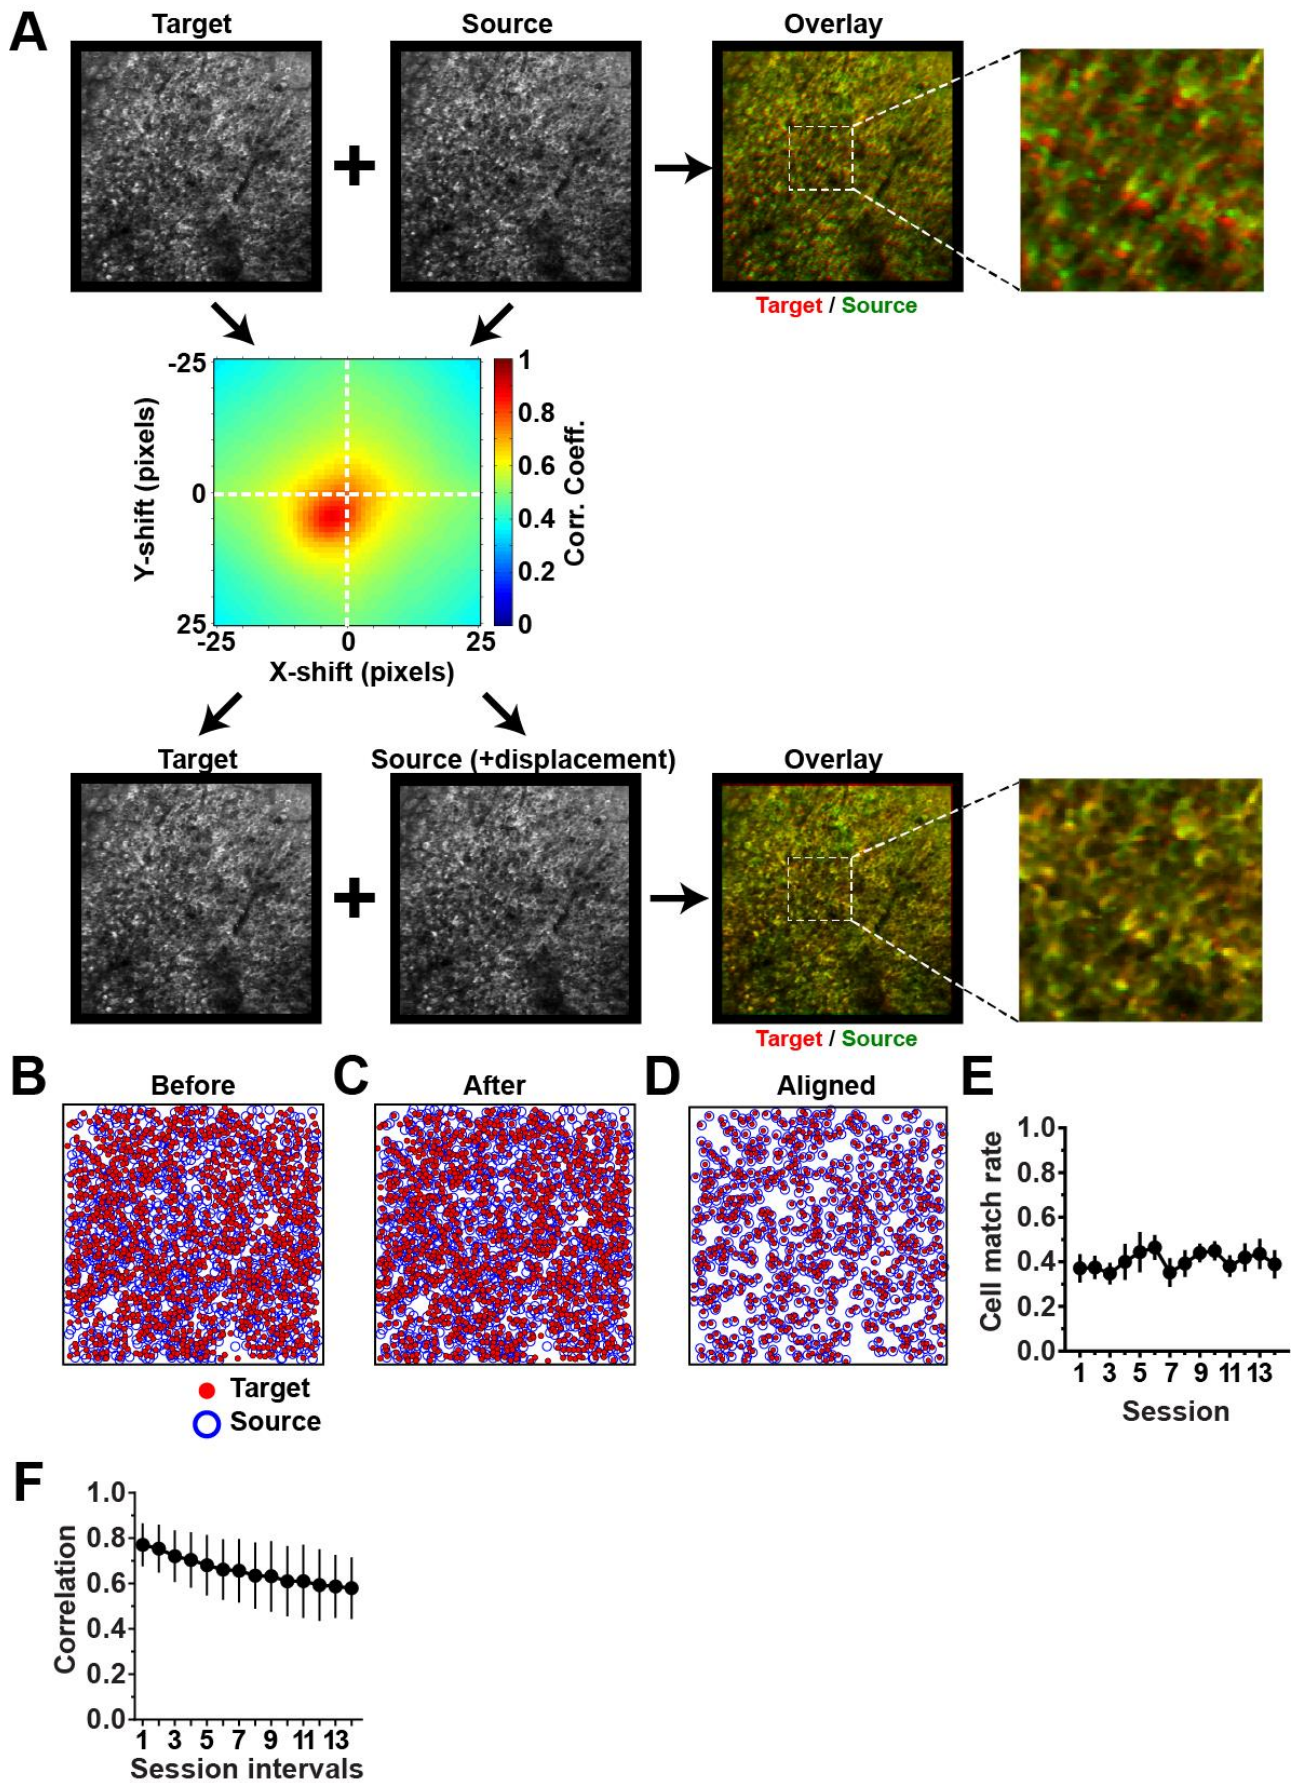 A
Target
Source
Overlay
+
Target / Source
-25
0
25
Y-shift (pixels)
-25
0
25
X-shift (pixels)
1
0.8
0.6
0.4
0.2
0
Corr. Coeff.
Target
Source (+displacement)
Overlay
+
Target / Source
B
Before
C
After
D
Aligned
Target
Source
E
Cell match rate
1.0
0.8
0.6
0.4
0.2
0.0
1 3 5 7 9 11 13
Session
F
Correlation
1.0
0.8
0.6
0.4
0.2
0.0
1 3 5 7 9 11 13
Session intervals